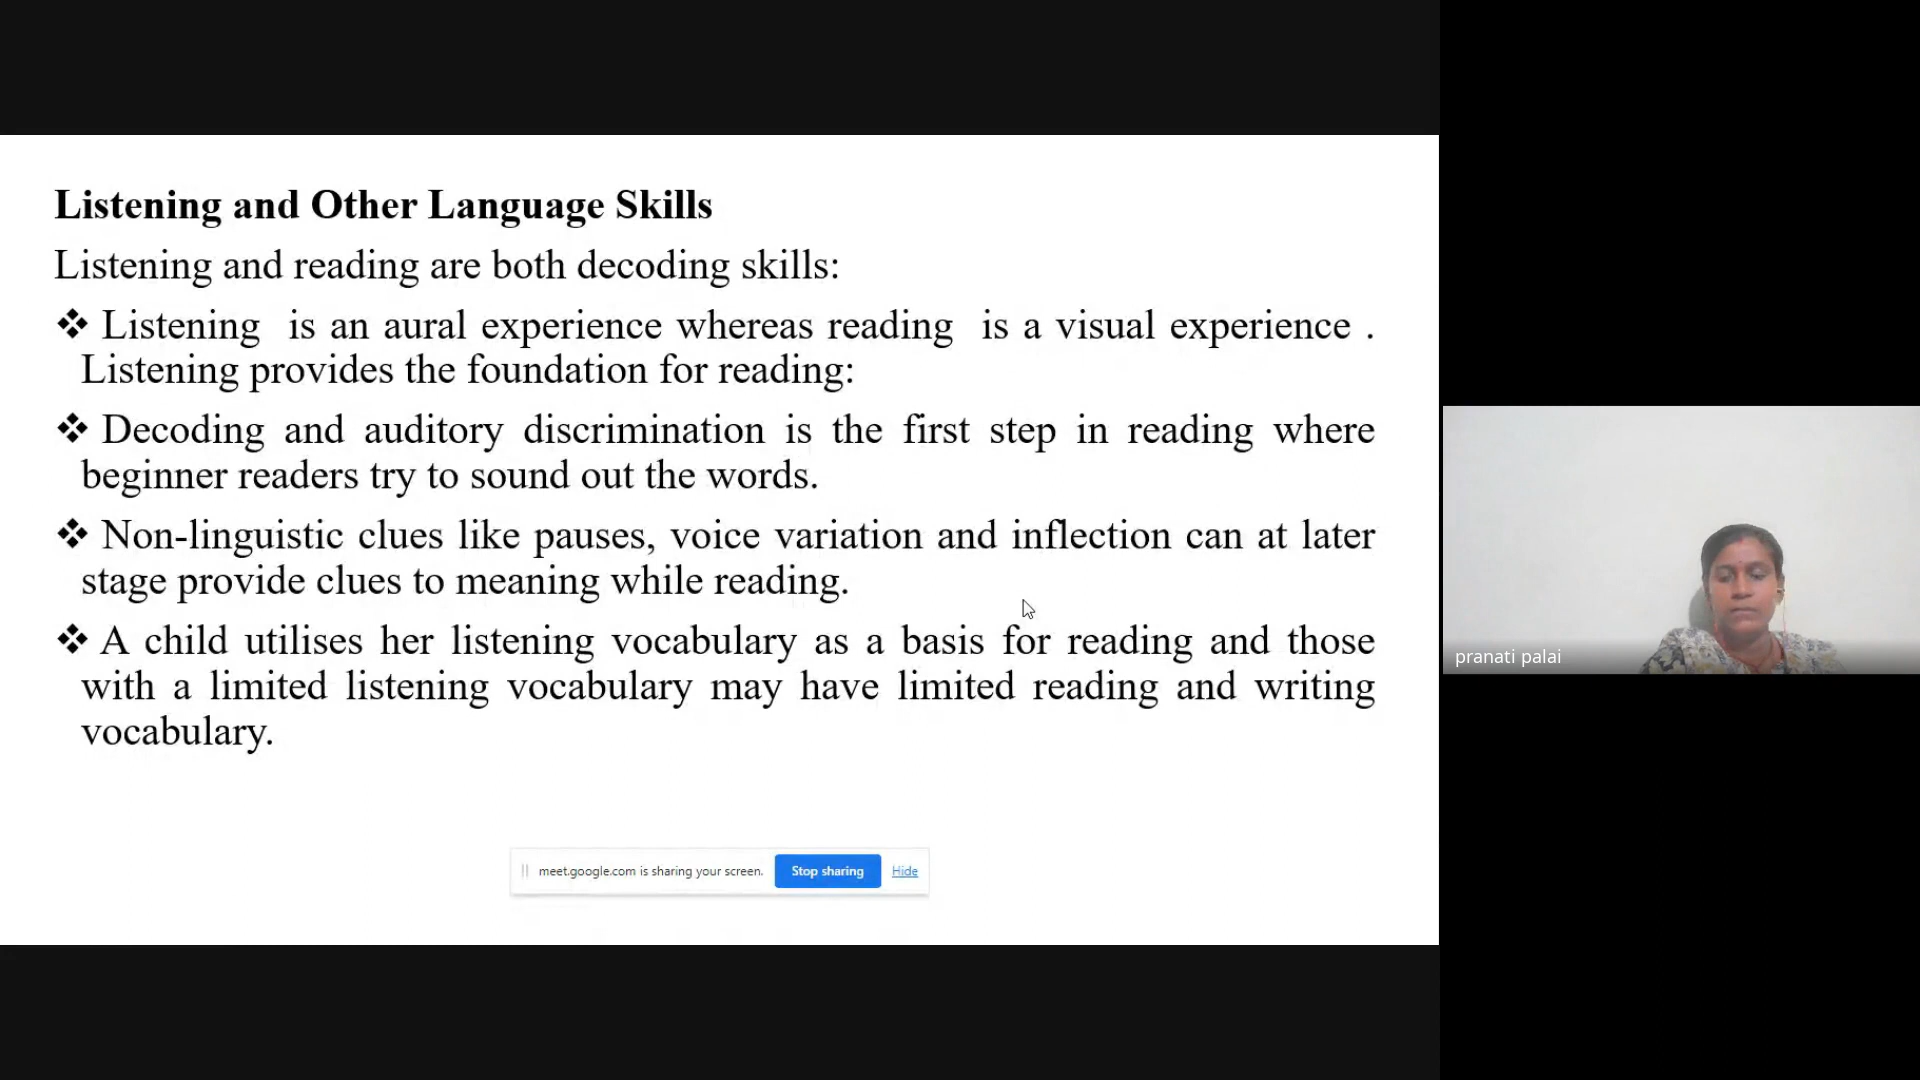 Listening and Other Language Skills
Listening and reading are both decoding skills:
❖ Listening is an aural experience whereas reading is a visual experience .
Listening provides the foundation for reading:
❖ Decoding and auditory discrimination is the first step in reading where
beginner readers try to sound out the words.
❖ Non-linguistic clues like pauses, voice variation and inflection can at later
stage provide clues to meaning while reading.
❖ A child utilises her listening vocabulary as a basis for reading and those
with a limited listening vocabulary may have limited reading and writing
vocabulary.
meet.google.com is sharing your screen. Stop sharing Hide
pranati palai